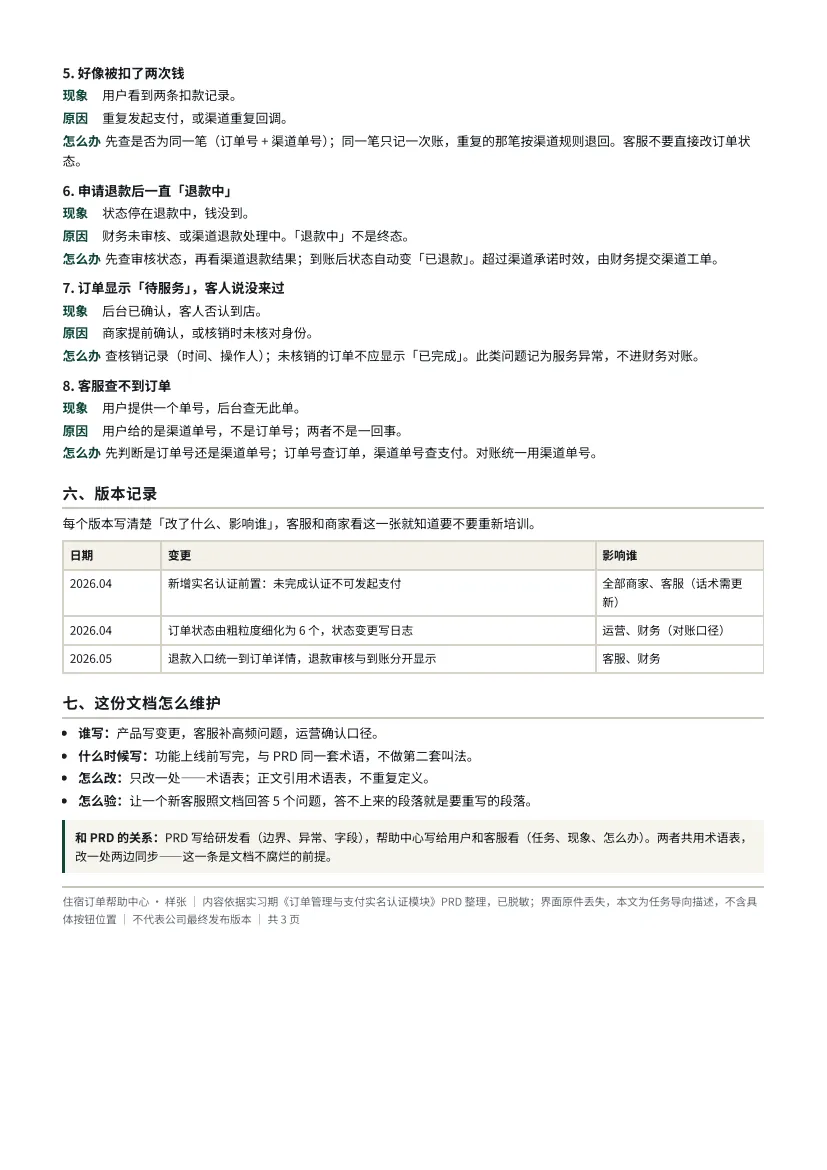 5. 好像被扣了两次钱
现象 用户看到两条扣款记录。
原因 重复发起支付，或渠道重复回调。
怎么办 先查是否为同一笔（订单号 + 渠道单号）；同一笔只记一次账，重复的那笔按渠道规则退回。客服不要直接改订单状
态。
6. 申请退款后一直「退款中」
现象 状态停在退款中，钱没到。
原因 财务未审核、或渠道退款处理中。「退款中」不是终态。
怎么办 先查审核状态，再看渠道退款结果；到账后状态自动变「已退款」。超过渠道承诺时效，由财务提交渠道工单。
7. 订单显示「待服务」，客人说没来过
现象 后台已确认，客人否认到店。
原因 商家提前确认，或核销时未核对身份。
怎么办 查核销记录（时间、操作人）；未核销的订单不应显示「已完成」。此类问题记为服务异常，不进财务对账。
8. 客服查不到订单
现象 用户提供一个单号，后台查无此单。
原因 用户给的是渠道单号，不是订单号；两者不是一回事。
怎么办 先判断是订单号还是渠道单号；订单号查订单，渠道单号查支付。对账统一用渠道单号。
六、版本记录
每个版本写清楚「改了什么、影响谁」，客服和商家看这一张就知道要不要重新培训。
日期 变更 影响谁
2026.04 新增实名认证前置：未完成认证不可发起支付 全部商家、客服（话术需更
新）
2026.04 订单状态由粗粒度细化为 6 个，状态变更写日志 运营、财务（对账口径）
2026.05 退款入口统一到订单详情，退款审核与到账分开显示 客服、财务
七、这份文档怎么维护
• 谁写：产品写变更，客服补高频问题，运营确认口径。
• 什么时候写：功能上线前写完，与 PRD 同一套术语，不做第二套叫法。
• 怎么改：只改一处——术语表；正文引用术语表，不重复定义。
• 怎么验：让一个新客服照文档回答 5 个问题，答不上来的段落就是要重写的段落。
和 PRD 的关系：PRD 写给研发看（边界、异常、字段），帮助中心写给用户和客服看（任务、现象、怎么办）。两者共用术语表，
改一处两边同步——这一条是文档不腐烂的前提。
住宿订单帮助中心 · 样张 ｜ 内容依据实习期《订单管理与支付实名认证模块》PRD 整理，已脱敏；界面原件丢失，本文为任务导向描述，不含具
体按钮位置 ｜ 不代表公司最终发布版本 ｜ 共 3 页